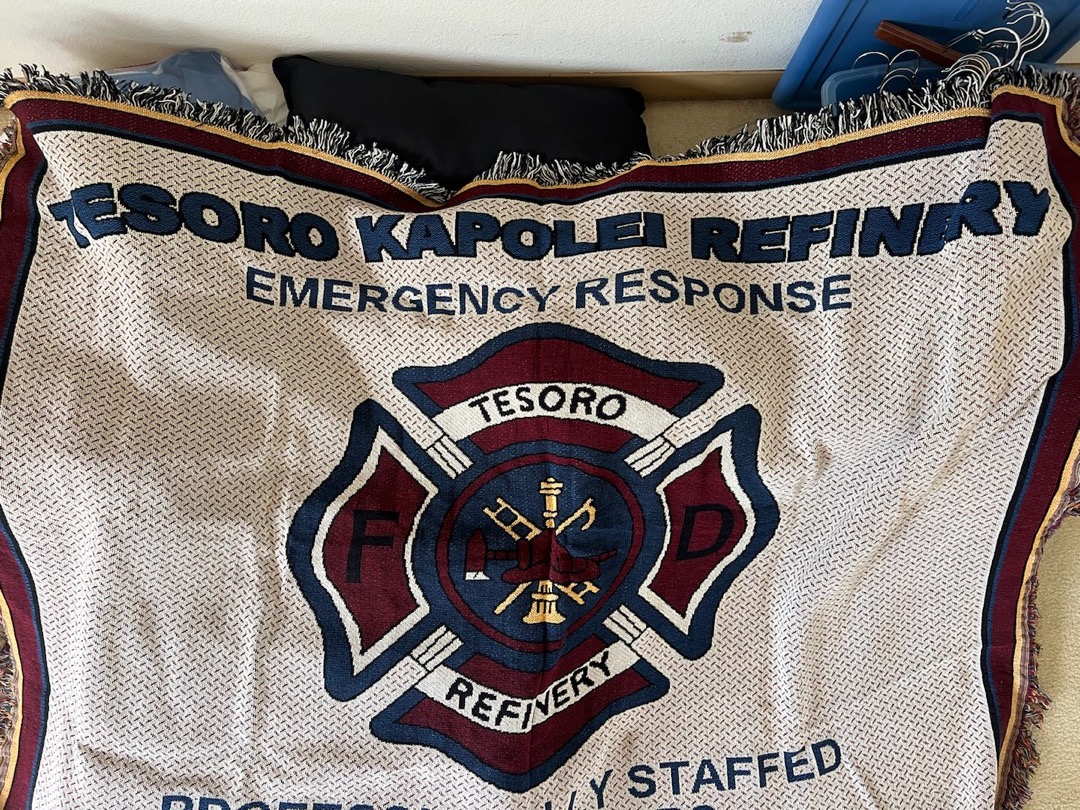 TESORO KAPOLEI REFINERY
EMERGENCY RESPONSE
TESORO
F D
REFINERY
STAFFED